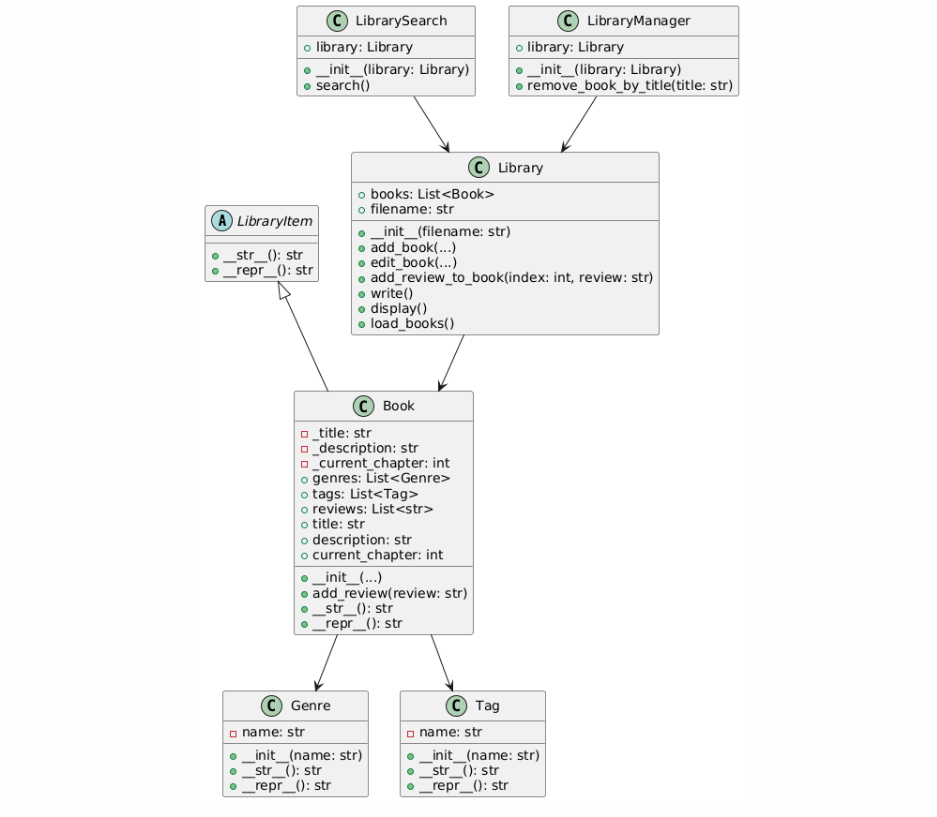 C LibrarySearch
library: Library
__init__(library: Library)
search()
C LibraryManager
library: Library
__init__(library: Library)
remove_book_by_title(title: str)
C Library
books: List<Book>
filename: str
__init__(filename: str)
add_book(...)
edit_book(...)
add_review_to_book(index: int, review: str)
write()
display()
load_books()
A LibraryItem
__str__(): str
__repr__(): str
C Book
_title: str
_description: str
_current_chapter: int
genres: List<Genre>
tags: List<Tag>
reviews: List<str>
title: str
description: str
current_chapter: int
__init__(...)
add_review(review: str)
__str__(): str
__repr__(): str
C Genre
name: str
__init__(name: str)
__str__(): str
__repr__(): str
C Tag
name: str
__init__(name: str)
__str__(): str
__repr__(): str